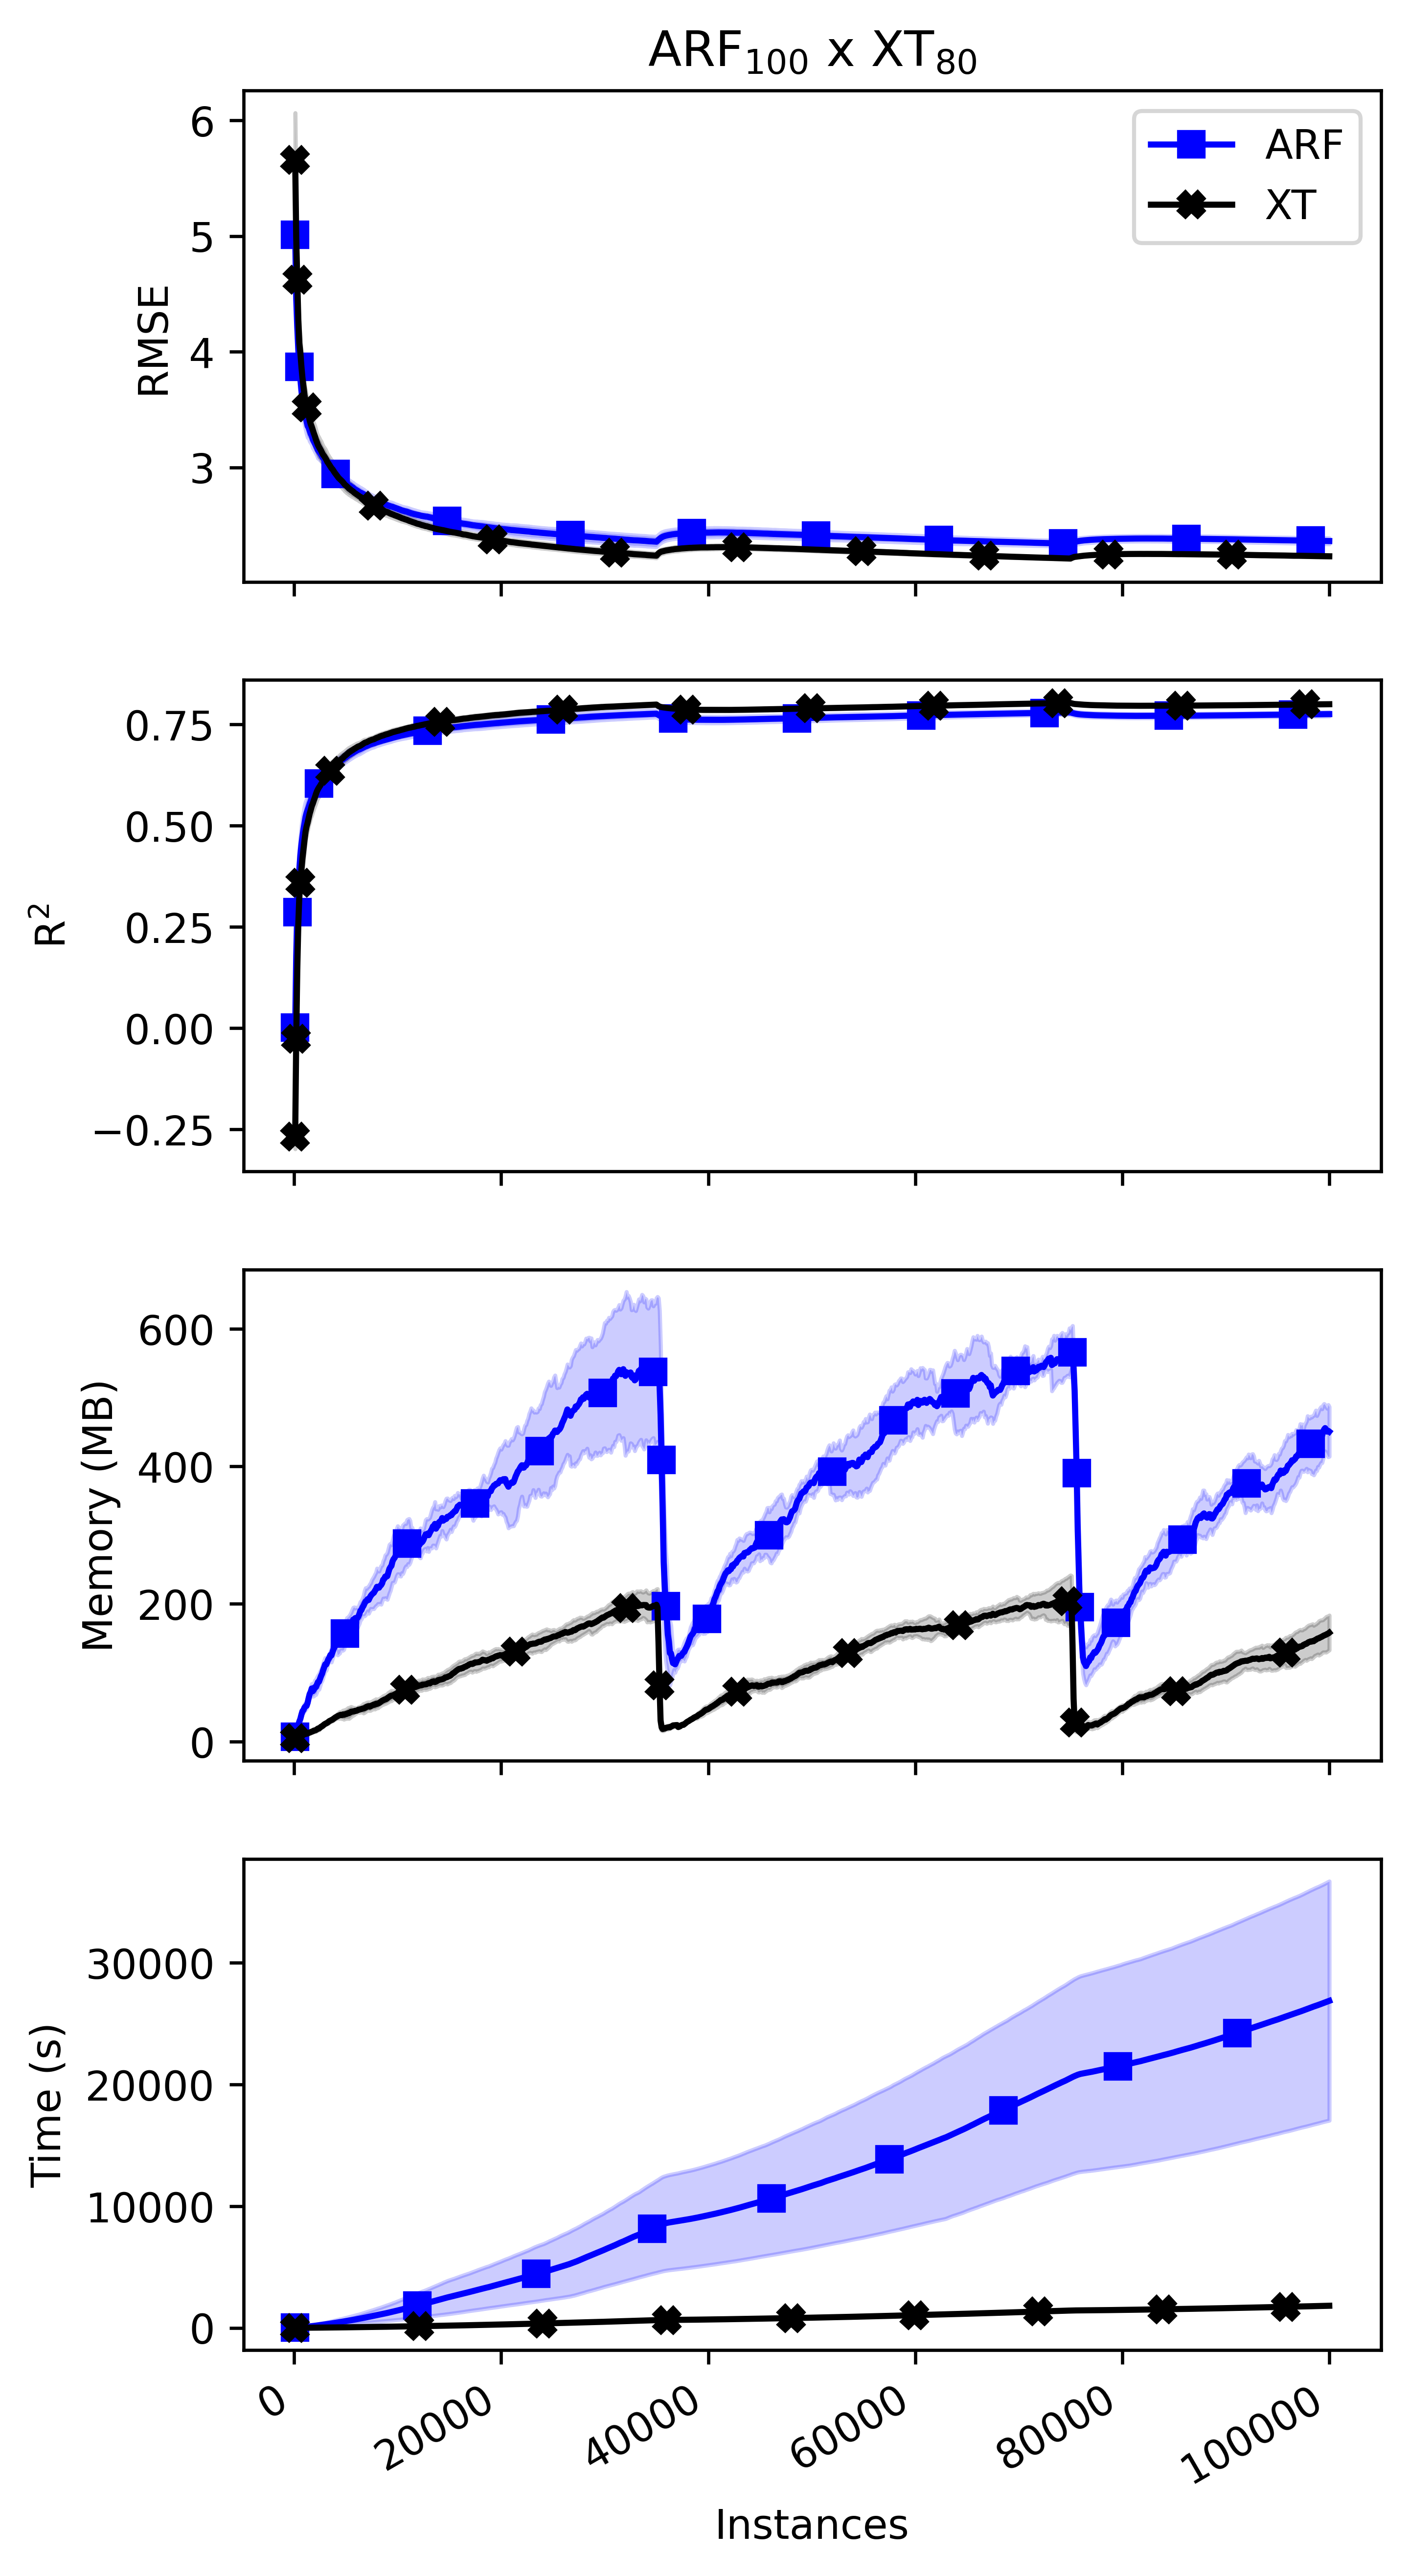 ARF₁₀₀ x XT₈₀
6
5
4
3
RMSE
ARF
XT
0.75
0.50
0.25
0.00
−0.25
R²
600
400
200
0
Memory (MB)
30000
20000
10000
0
Time (s)
0
20000
40000
60000
80000
100000
Instances